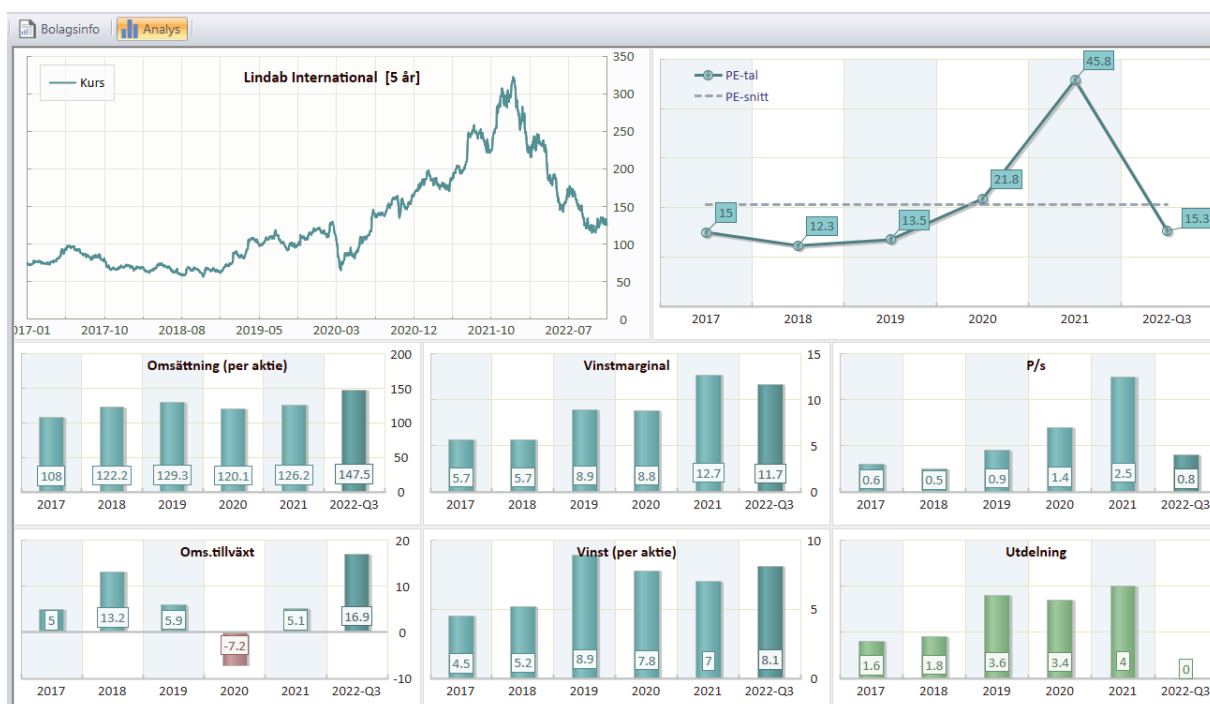 Bolagsinfo
Analys
Lindab International [5 år]
Kurs
350
300
250
200
150
100
50
0
2017-01 2017-10 2018-08 2019-05 2020-03 2020-12 2021-10 2022-07
PE-tal
PE-snitt
15
12.3
13.5
21.8
45.8
15.3
2017 2018 2019 2020 2021 2022-Q3
Omsättning (per aktie)
200
150
100
50
0
108 122.2 129.3 120.1 126.2 147.5
2017 2018 2019 2020 2021 2022-Q3
Vinstmarginal
15
10
5
0
5.7 5.7 8.9 8.8 12.7 11.7
2017 2018 2019 2020 2021 2022-Q3
P/s
0.6 0.5 0.9 1.4 2.5 0.8
2017 2018 2019 2020 2021 2022-Q3
Oms.tillväxt
20
10
0
-10
5 13.2 5.9 -7.2 5.1 16.9
2017 2018 2019 2020 2021 2022-Q3
Vinst (per aktie)
10
5
0
4.5 5.2 8.9 7.8 7 8.1
2017 2018 2019 2020 2021 2022-Q3
Utdelning
1.6 1.8 3.6 3.4 4 0
2017 2018 2019 2020 2021 2022-Q3